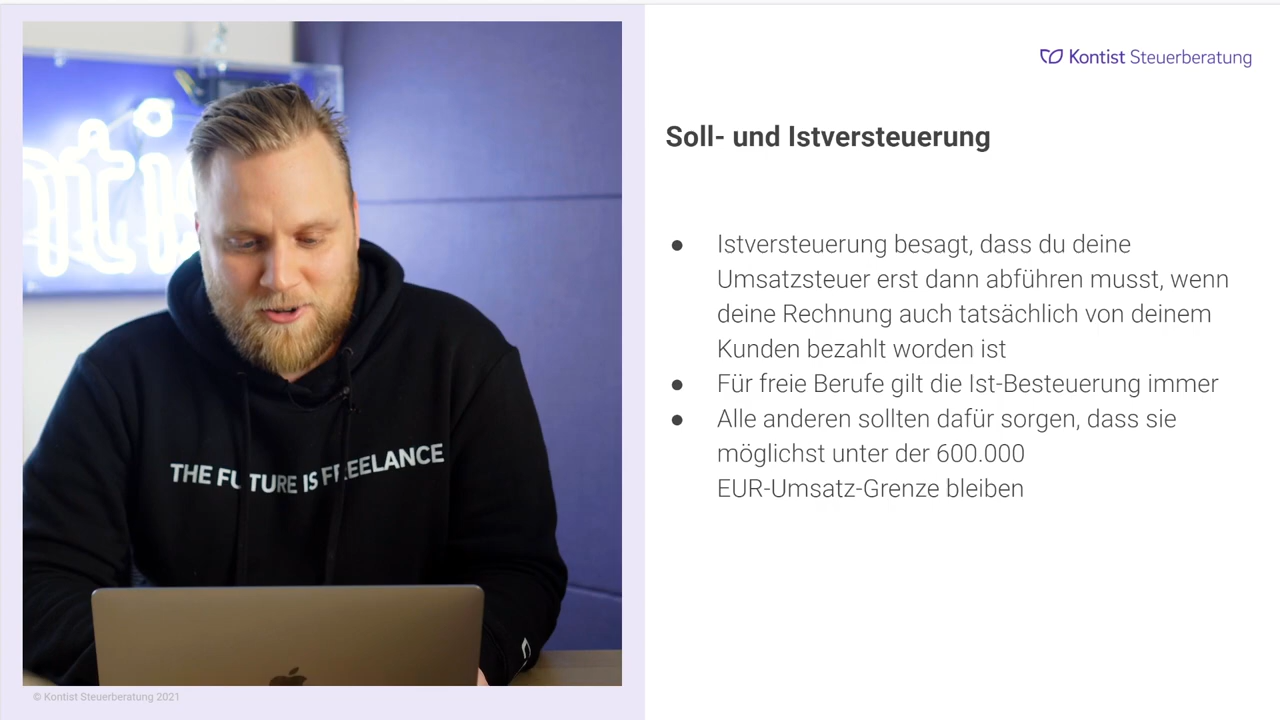 Kontist Steuerberatung
Soll- und Istversteuerung
● Istversteuerung besagt, dass du deine
Umsatzsteuer erst dann abführen musst, wenn
deine Rechnung auch tatsächlich von deinem
Kunden bezahlt worden ist
● Für freie Berufe gilt die Ist-Besteuerung immer
● Alle anderen sollten dafür sorgen, dass sie
möglichst unter der 600.000
EUR-Umsatz-Grenze bleiben
THE FUTURE IS FREELANCE
© Kontist Steuerberatung 2021